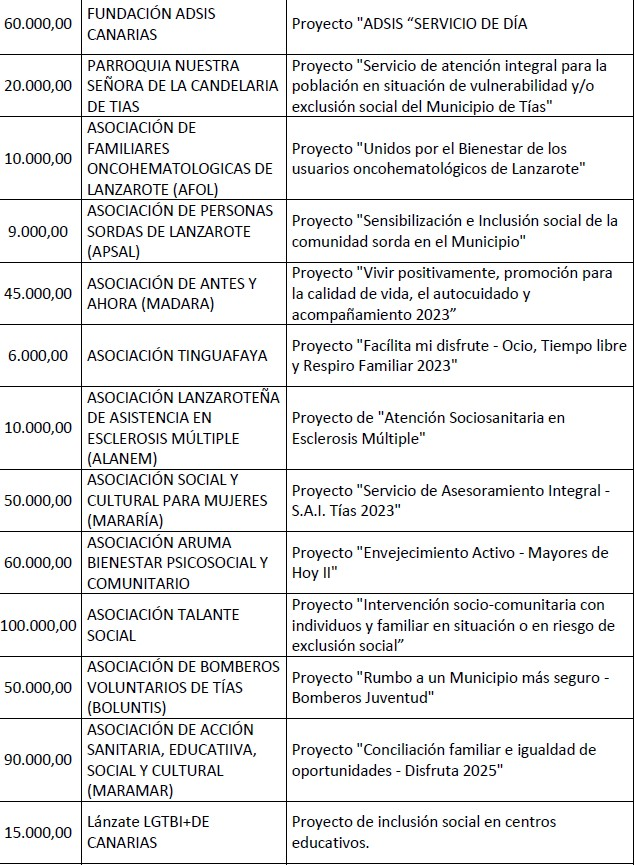 60.000,00
FUNDACIÓN ADSIS
CANARIAS
Proyecto "ADSIS “SERVICIO DE DÍA
20.000,00
PARROQUIA NUESTRA
SEÑORA DE LA CANDELARIA
DE TIAS
Proyecto "Servicio de atención integral para la
población en situación de vulnerabilidad y/o
exclusión social del Municipio de Tías"
10.000,00
ASOCIACIÓN DE
FAMILIARES
ONCOHEMATOLOGICAS DE
LANZAROTE (AFOL)
Proyecto "Unidos por el Bienestar de los
usuarios oncohematológicos de Lanzarote"
9.000,00
ASOCIACIÓN DE PERSONAS
SORDAS DE LANZAROTE
(APSAL)
Proyecto "Sensibilización e Inclusión social de la
comunidad sorda en el Municipio"
45.000,00
ASOCIACIÓN DE ANTES Y
AHORA (MADARA)
Proyecto "Vivir positivamente, promoción para
la calidad de vida, el autocuidado y
acompañamiento 2023”
6.000,00
ASOCIACIÓN TINGUAFAYA
Proyecto "Facílita mi disfrute - Ocio, Tiempo libre
y Respiro Familiar 2023"
10.000,00
ASOCIACIÓN LANZAROTEÑA
DE ASISTENCIA EN
ESCLEROSIS MÚLTIPLE
(ALANEM)
Proyecto de "Atención Sociosanitaria en
Esclerosis Múltiple"
50.000,00
ASOCIACIÓN SOCIAL Y
CULTURAL PARA MUJERES
(MARARÍA)
Proyecto "Servicio de Asesoramiento Integral -
S.A.I. Tías 2023"
60.000,00
ASOCIACIÓN ARUMA
BIENESTAR PSICOSOCIAL Y
COMUNITARIO
Proyecto "Envejecimiento Activo - Mayores de
Hoy II"
100.000,00
ASOCIACIÓN TALANTE
SOCIAL
Proyecto "Intervención socio-comunitaria con
individuos y familiar en situación o en riesgo de
exclusión social”
50.000,00
ASOCIACIÓN DE BOMBEROS
VOLUNTARIOS DE TÍAS
(BOLUNTIS)
Proyecto "Rumbo a un Municipio más seguro -
Bomberos Juventud"
90.000,00
ASOCIACIÓN DE ACCIÓN
SANITARIA, EDUCATIIVA,
SOCIAL Y CULTURAL
(MARAMAR)
Proyecto "Conciliación familiar e igualdad de
oportunidades - Disfruta 2025"
15.000,00
Lánzate LGTBI+DE
CANARIAS
Proyecto de inclusión social en centros
educativos.